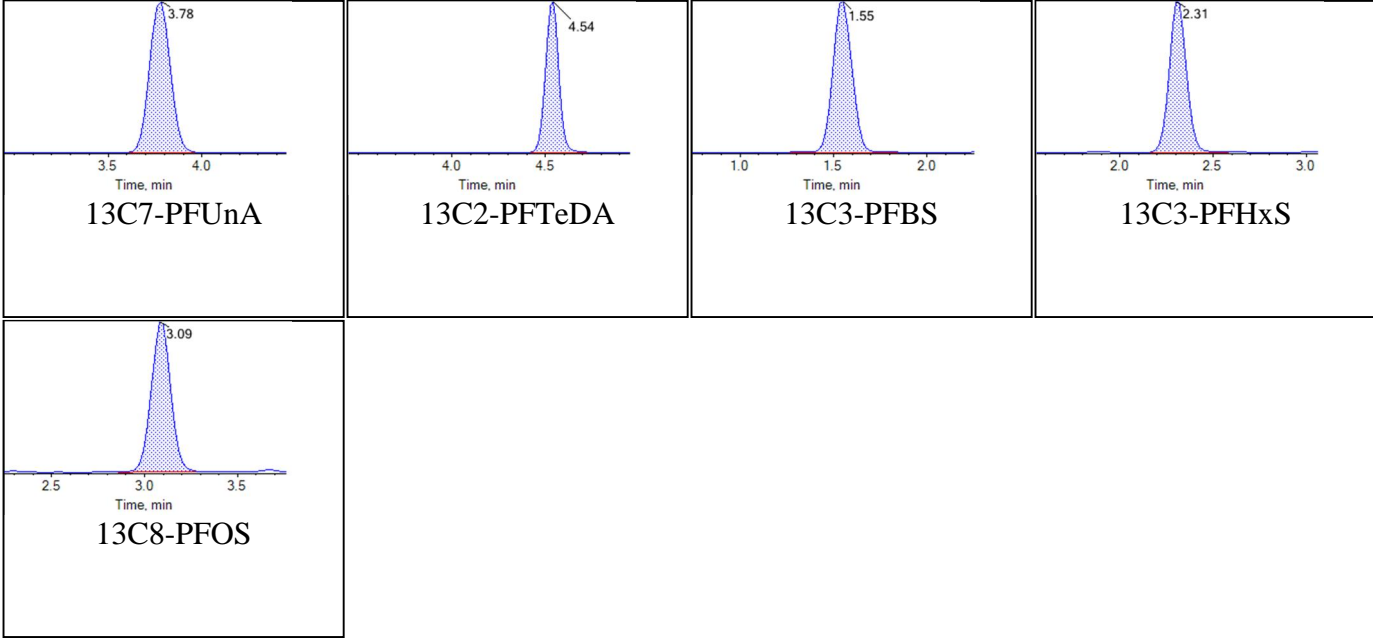 3.78
3.5 4.0
Time, min
13C7-PFUnA
4.54
4.0 4.5
Time, min
13C2-PFTeDA
1.55
1.0 1.5 2.0
Time, min
13C3-PFBS
2.31
2.0 2.5 3.0
Time, min
13C3-PFHxS
3.09
2.5 3.0 3.5
Time, min
13C8-PFOS